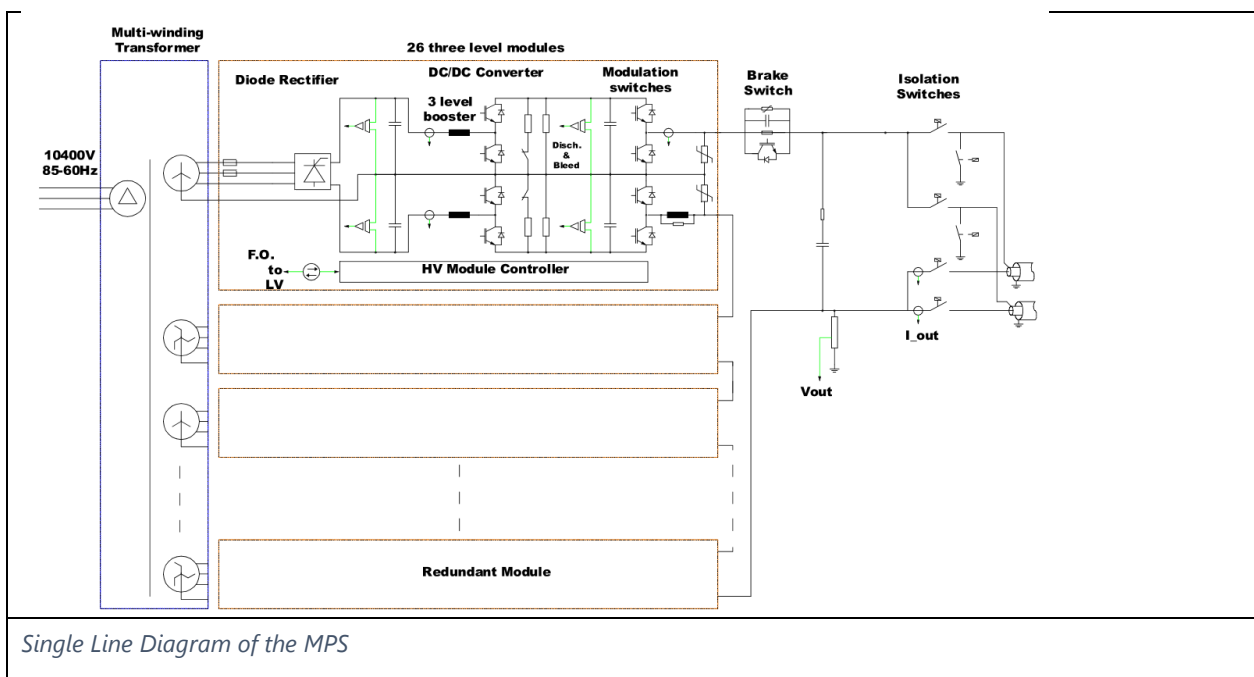 Multi-winding
Transformer
26 three level modules
Diode Rectifier
DC/DC Converter
Modulation
switches
Brake
Switch
Isolation
Switches
3 level
booster
10400V
85-60Hz
Disch.
&
Bleed
F.O.
to
LV
HV Module Controller
I_out
Vout
Redundant Module
Single Line Diagram of the MPS